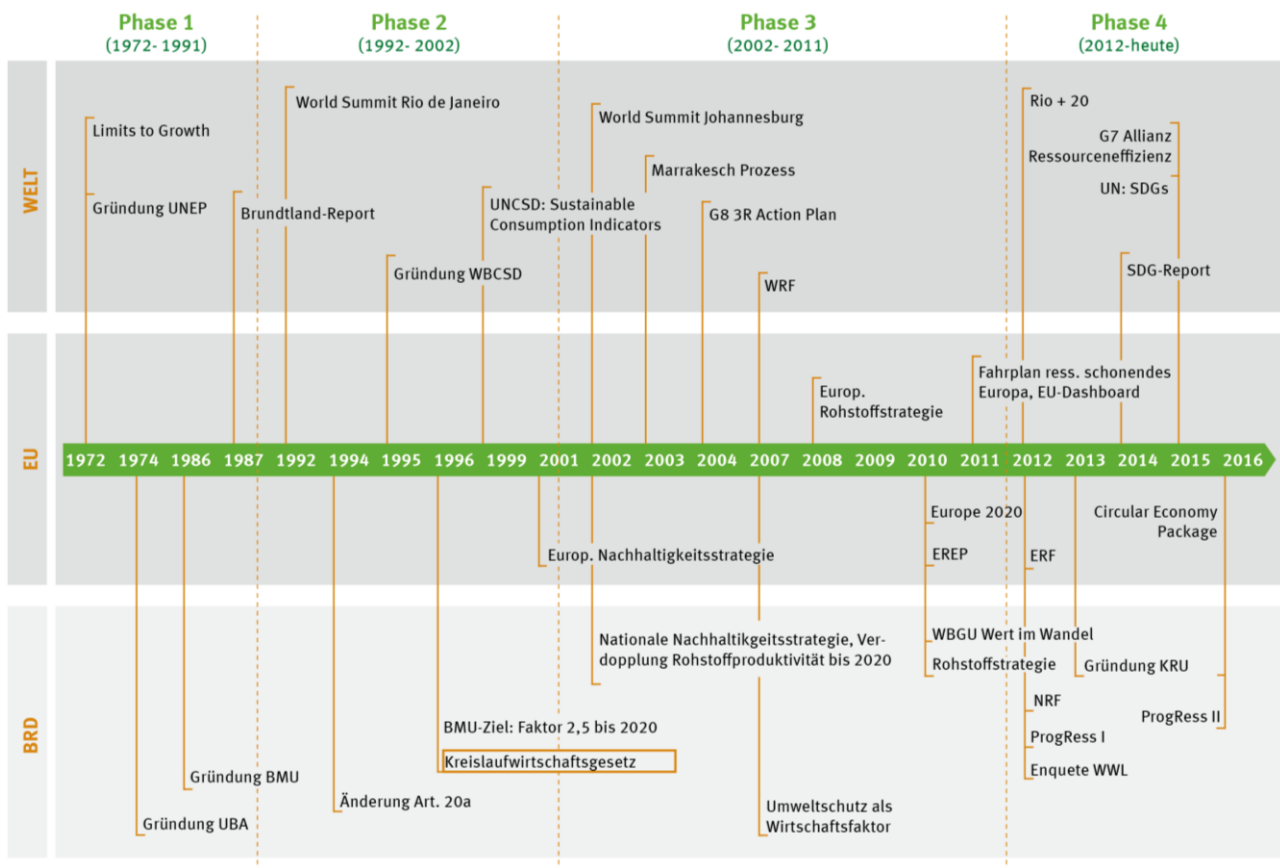 Phase 1
(1972- 1991)
Phase 2
(1992- 2002)
Phase 3
(2002- 2011)
Phase 4
(2012-heute)
WELT
Limits to Growth
Gründung UNEP
Brundtland-Report
World Summit Rio de Janeiro
Gründung WBCSD
UNCSD: Sustainable
Consumption Indicators
World Summit Johannesburg
Marrakesch Prozess
G8 3R Action Plan
WRF
Rio + 20
G7 Allianz
Ressourceneffizienz
UN: SDGs
SDG-Report
EU
Europ.
Rohstoffstrategie
Fahrplan ress. schonendes
Europa, EU-Dashboard
1972 1974 1986 1987 1992 1994 1995 1996 1999 2001 2002 2003 2004 2007 2008 2009 2010 2011 2012 2013 2014 2015 2016
Europ. Nachhaltigkeitsstrategie
Europe 2020
EREP
ERF
Circular Economy
Package
BRD
Gründung UBA
Gründung BMU
Änderung Art. 20a
BMU-Ziel: Faktor 2,5 bis 2020
Kreislaufwirtschaftsgesetz
Nationale Nachhaltikgeitsstrategie, Ver-
dopplung Rohstoffproduktivität bis 2020
Umweltschutz als
Wirtschaftsfaktor
WBGU Wert im Wandel
Rohstoffstrategie
NRF
ProgRess I
Enquete WWL
Gründung KRU
ProgRess II